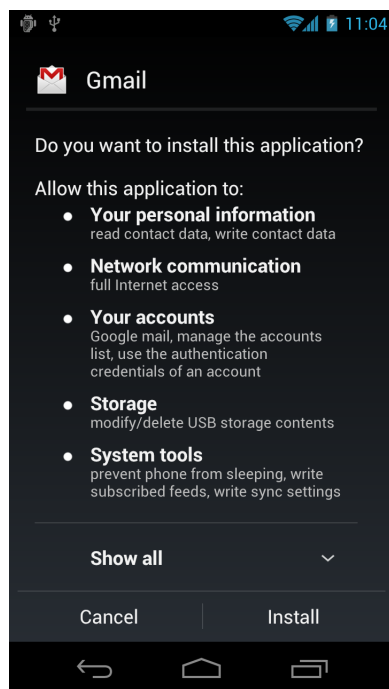 11:04
Gmail
Do you want to install this application?
Allow this application to:
Your personal information
read contact data, write contact data
Network communication
full Internet access
Your accounts
Google mail, manage the accounts
list, use the authentication
credentials of an account
Storage
modify/delete USB storage contents
System tools
prevent phone from sleeping, write
subscribed feeds, write sync settings
Show all
Cancel Install